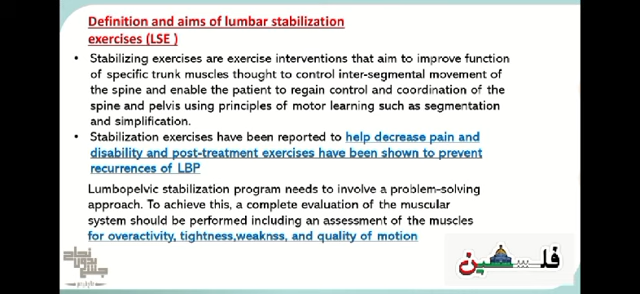 Definition and aims of lumbar stabilization
exercises (LSE )
• Stabilizing exercises are exercise interventions that aim to improve function
of specific trunk muscles thought to control inter-segmental movement of
the spine and enable the patient to regain control and coordination of the
spine and pelvis using principles of motor learning such as segmentation
and simplification.
• Stabilization exercises have been reported to help decrease pain and
disability and post-treatment exercises have been shown to prevent
recurrences of LBP
Lumbopelvic stabilization program needs to involve a problem-solving
approach. To achieve this, a complete evaluation of the muscular
system should be performed including an assessment of the muscles
for overactivity, tightness,weaknss, and quality of motion
فلسطين